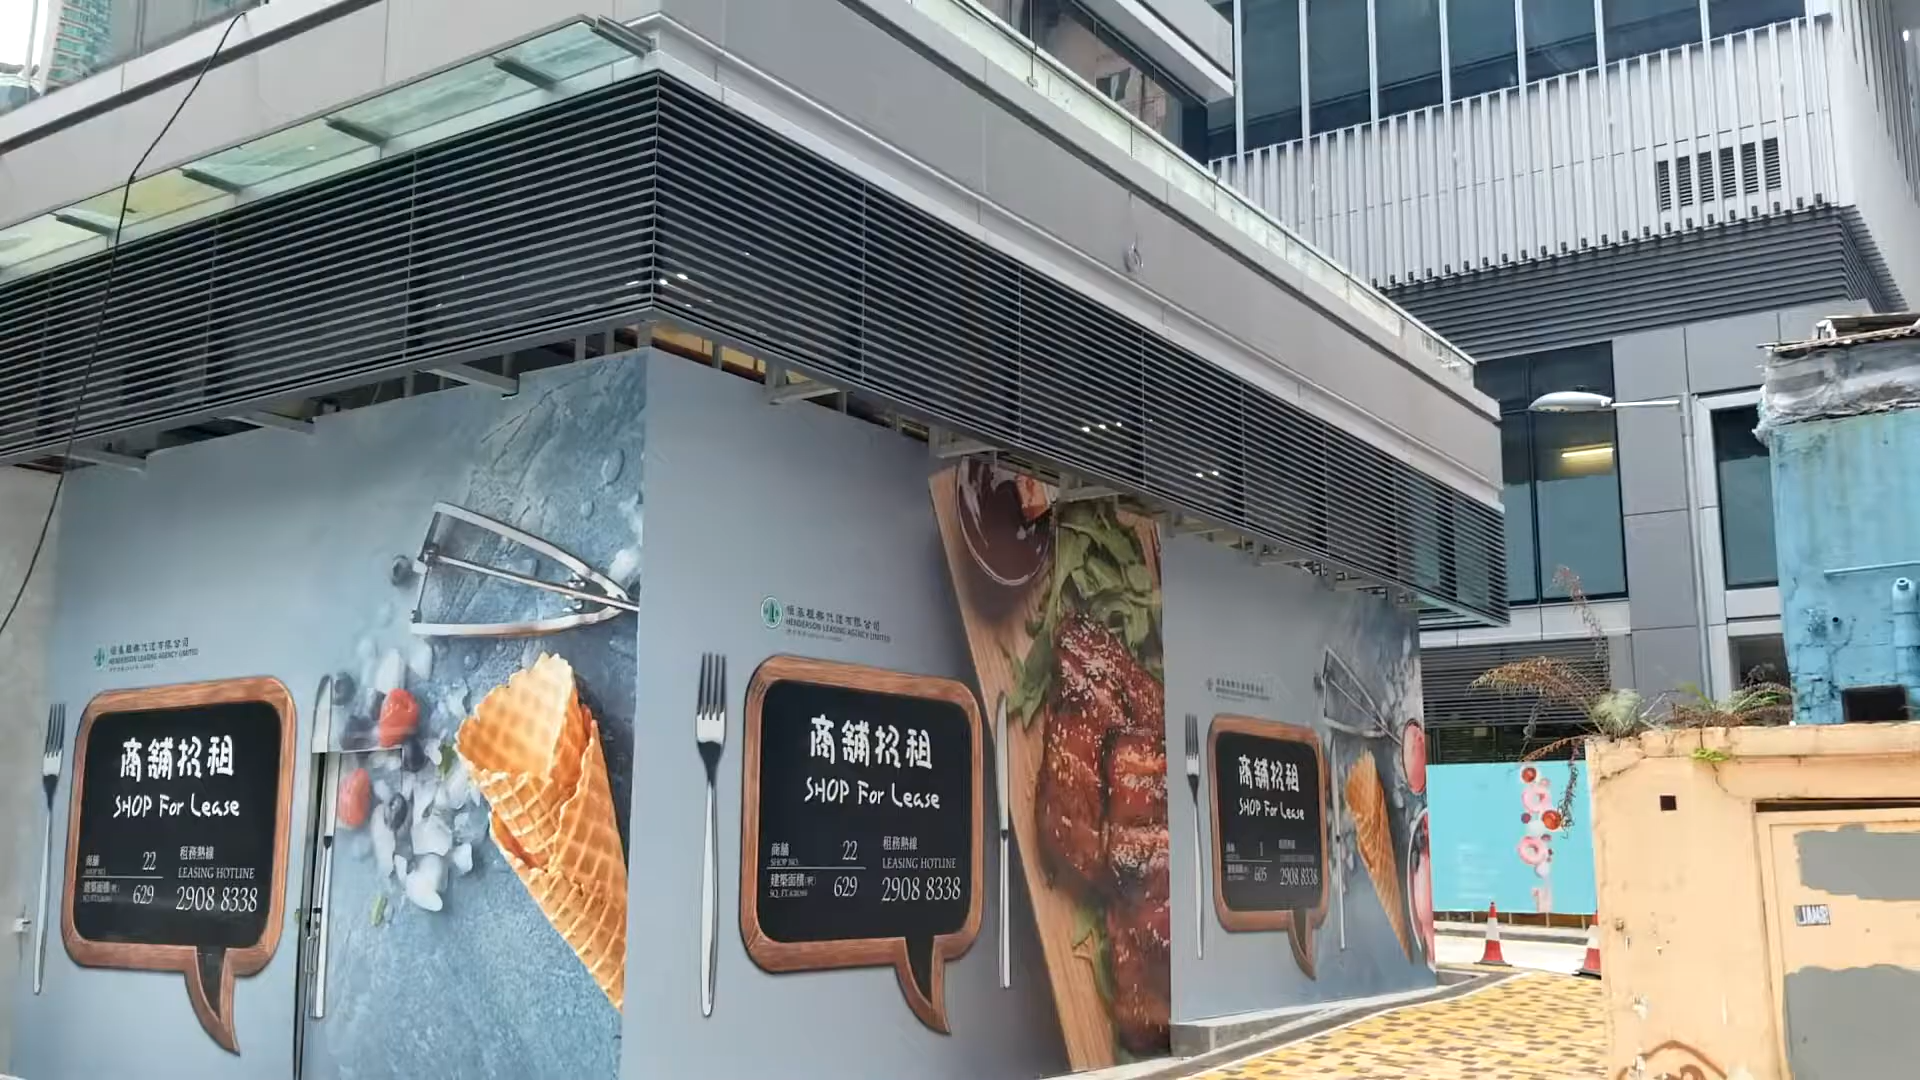 恒基租務代理有限公司
HENDERSON LEASING AGENCY LIMITED
商舖招租
SHOP For Lease
商舖 22 租務熱線
SHOP NO. LEASING HOTLINE
建築面積(呎) 629 2908 8338
恒基租務代理有限公司
HENDERSON LEASING AGENCY LIMITED
商舖招租
SHOP For Lease
商舖 22 租務熱線
SHOP NO. LEASING HOTLINE
建築面積(呎) 629 2908 8338
SQ. FT.
商舖招租
SHOP For Lease
商舖 1
605 2908 8338